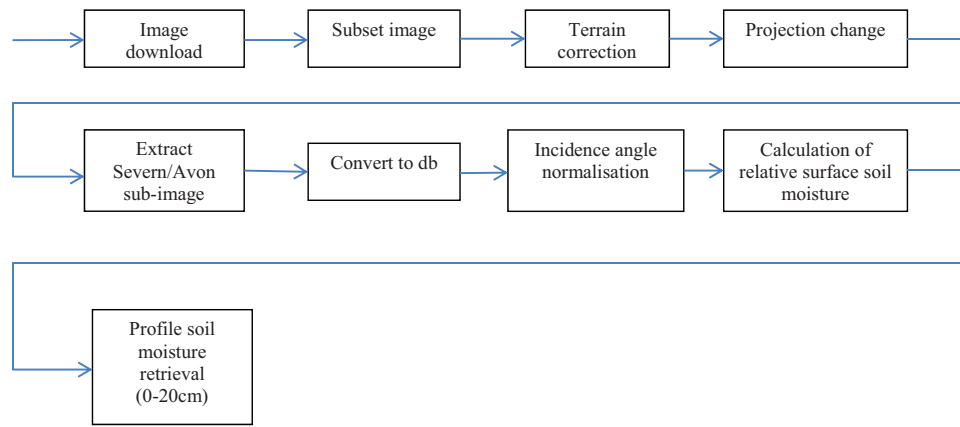 Image
download
Subset image
Terrain
correction
Projection change
Extract
Severn/Avon
sub-image
Convert to db
Incidence angle
normalisation
Calculation of
relative surface soil
moisture
Profile soil
moisture
retrieval
(0-20cm)